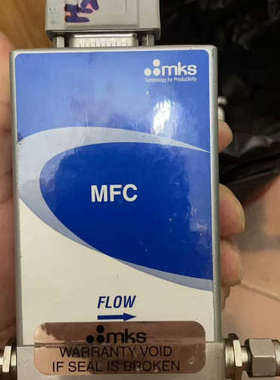 mks
Technology for Productivity
MFC
FLOW
mks
WARRANTY VOID
IF SEAL IS BROKEN